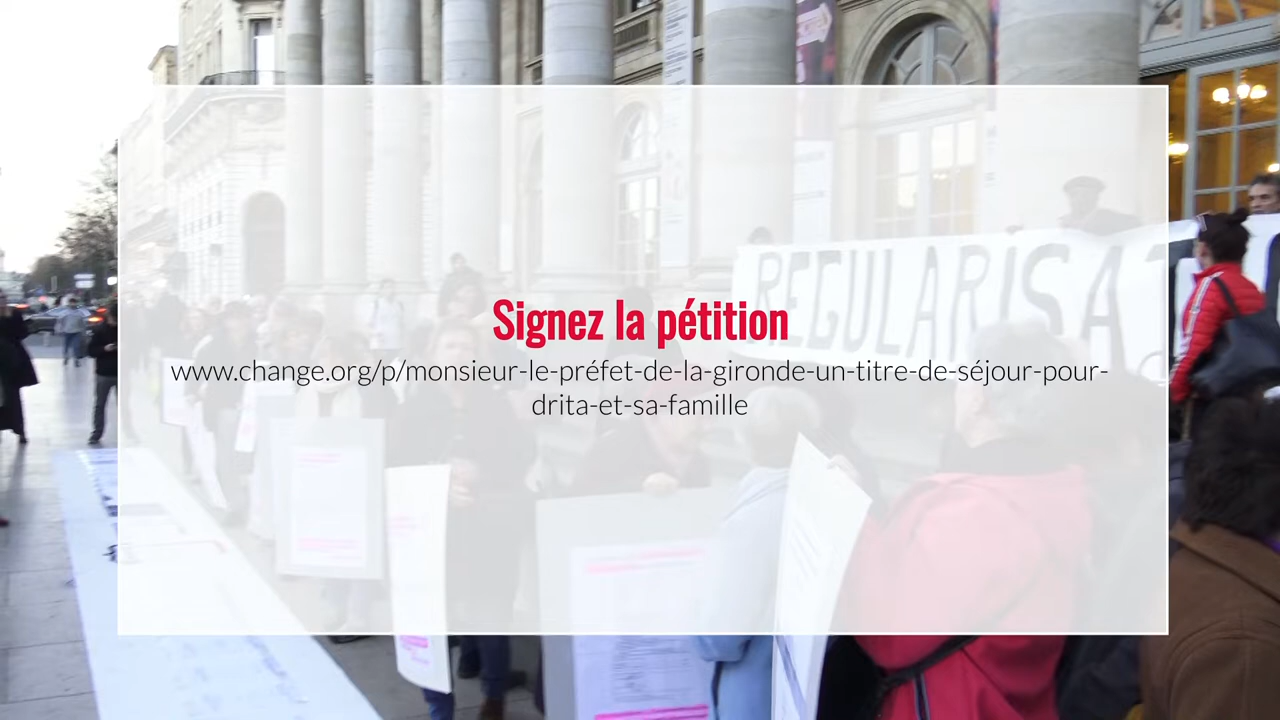 REGULARISA
Signez la pétition
www.change.org/p/monsieur-le-préfet-de-la-gironde-un-titre-de-séjour-pour-
drita-et-sa-famille